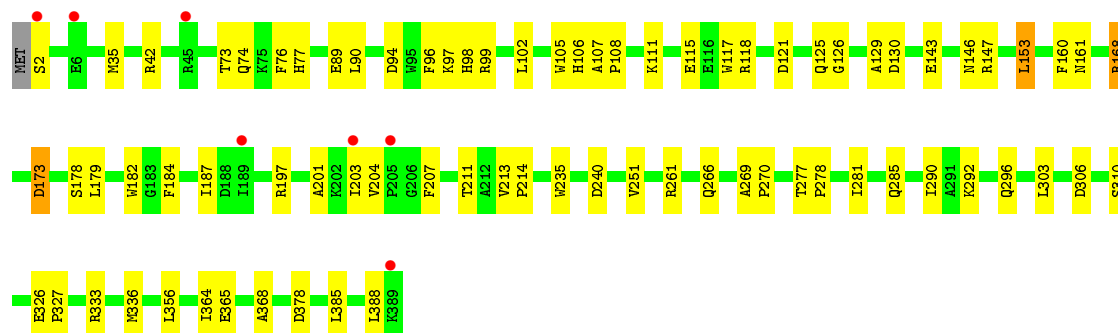 MET S2 E6 M35 R42 R45 T73 Q74 K75 F76 H77 E89 L90 D94 W95 F96 K97 H98 R99 L102 W105 H106 A107 P108 K111 E115 E116 W117 R118 D121 Q125 G126 A129 D130 E143 N146 R147 L153 F160 N161 R168
D173 S178 L179 W182 G183 F184 I187 D188 I189 R197 A201 K202 I203 V204 P205 G206 F207 T211 A212 V213 P214 W235 D240 V251 R261 Q266 A269 P270 T277 P278 I281 Q285 I290 A291 K292 Q296 L303 D306 S310
E326 P327 R333 M336 L356 I364 E365 A368 D378 L385 L388 K389